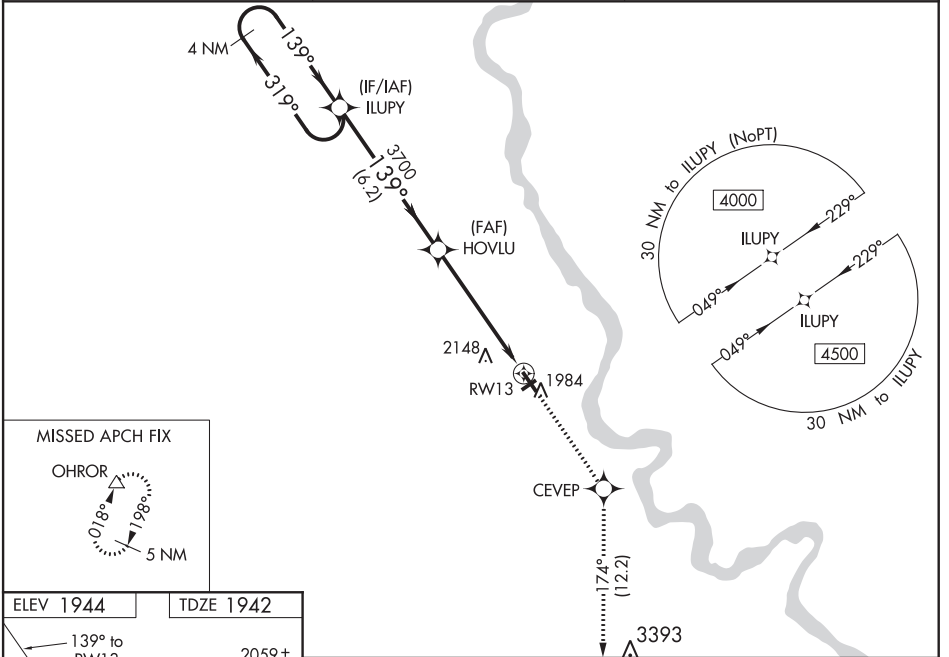 4 NM
139°
319°
(IF/IAF)
ILUPY
3700
139°
(6.2)
(FAF)
HOVLU
30 NM to ILUPY (NoPT)
4000
229°
ILUPY
049°
229°
ILUPY
049°
4500
30 NM to ILUPY
2148
RW13
1984
CEVEP
174°
(12.2)
3393
MISSED APCH FIX
OHROR
018°
198°
5 NM
ELEV 1944
TDZE 1942
139° to
RW13
2059±